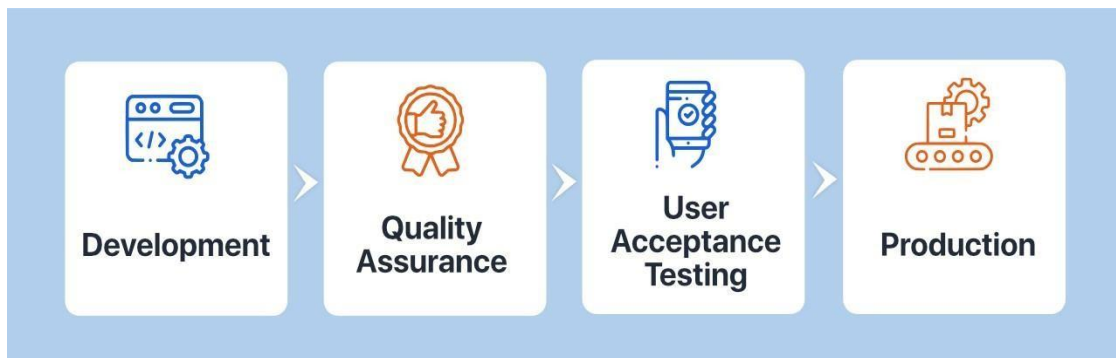 Development
Quality
Assurance
User
Acceptance
Testing
Production